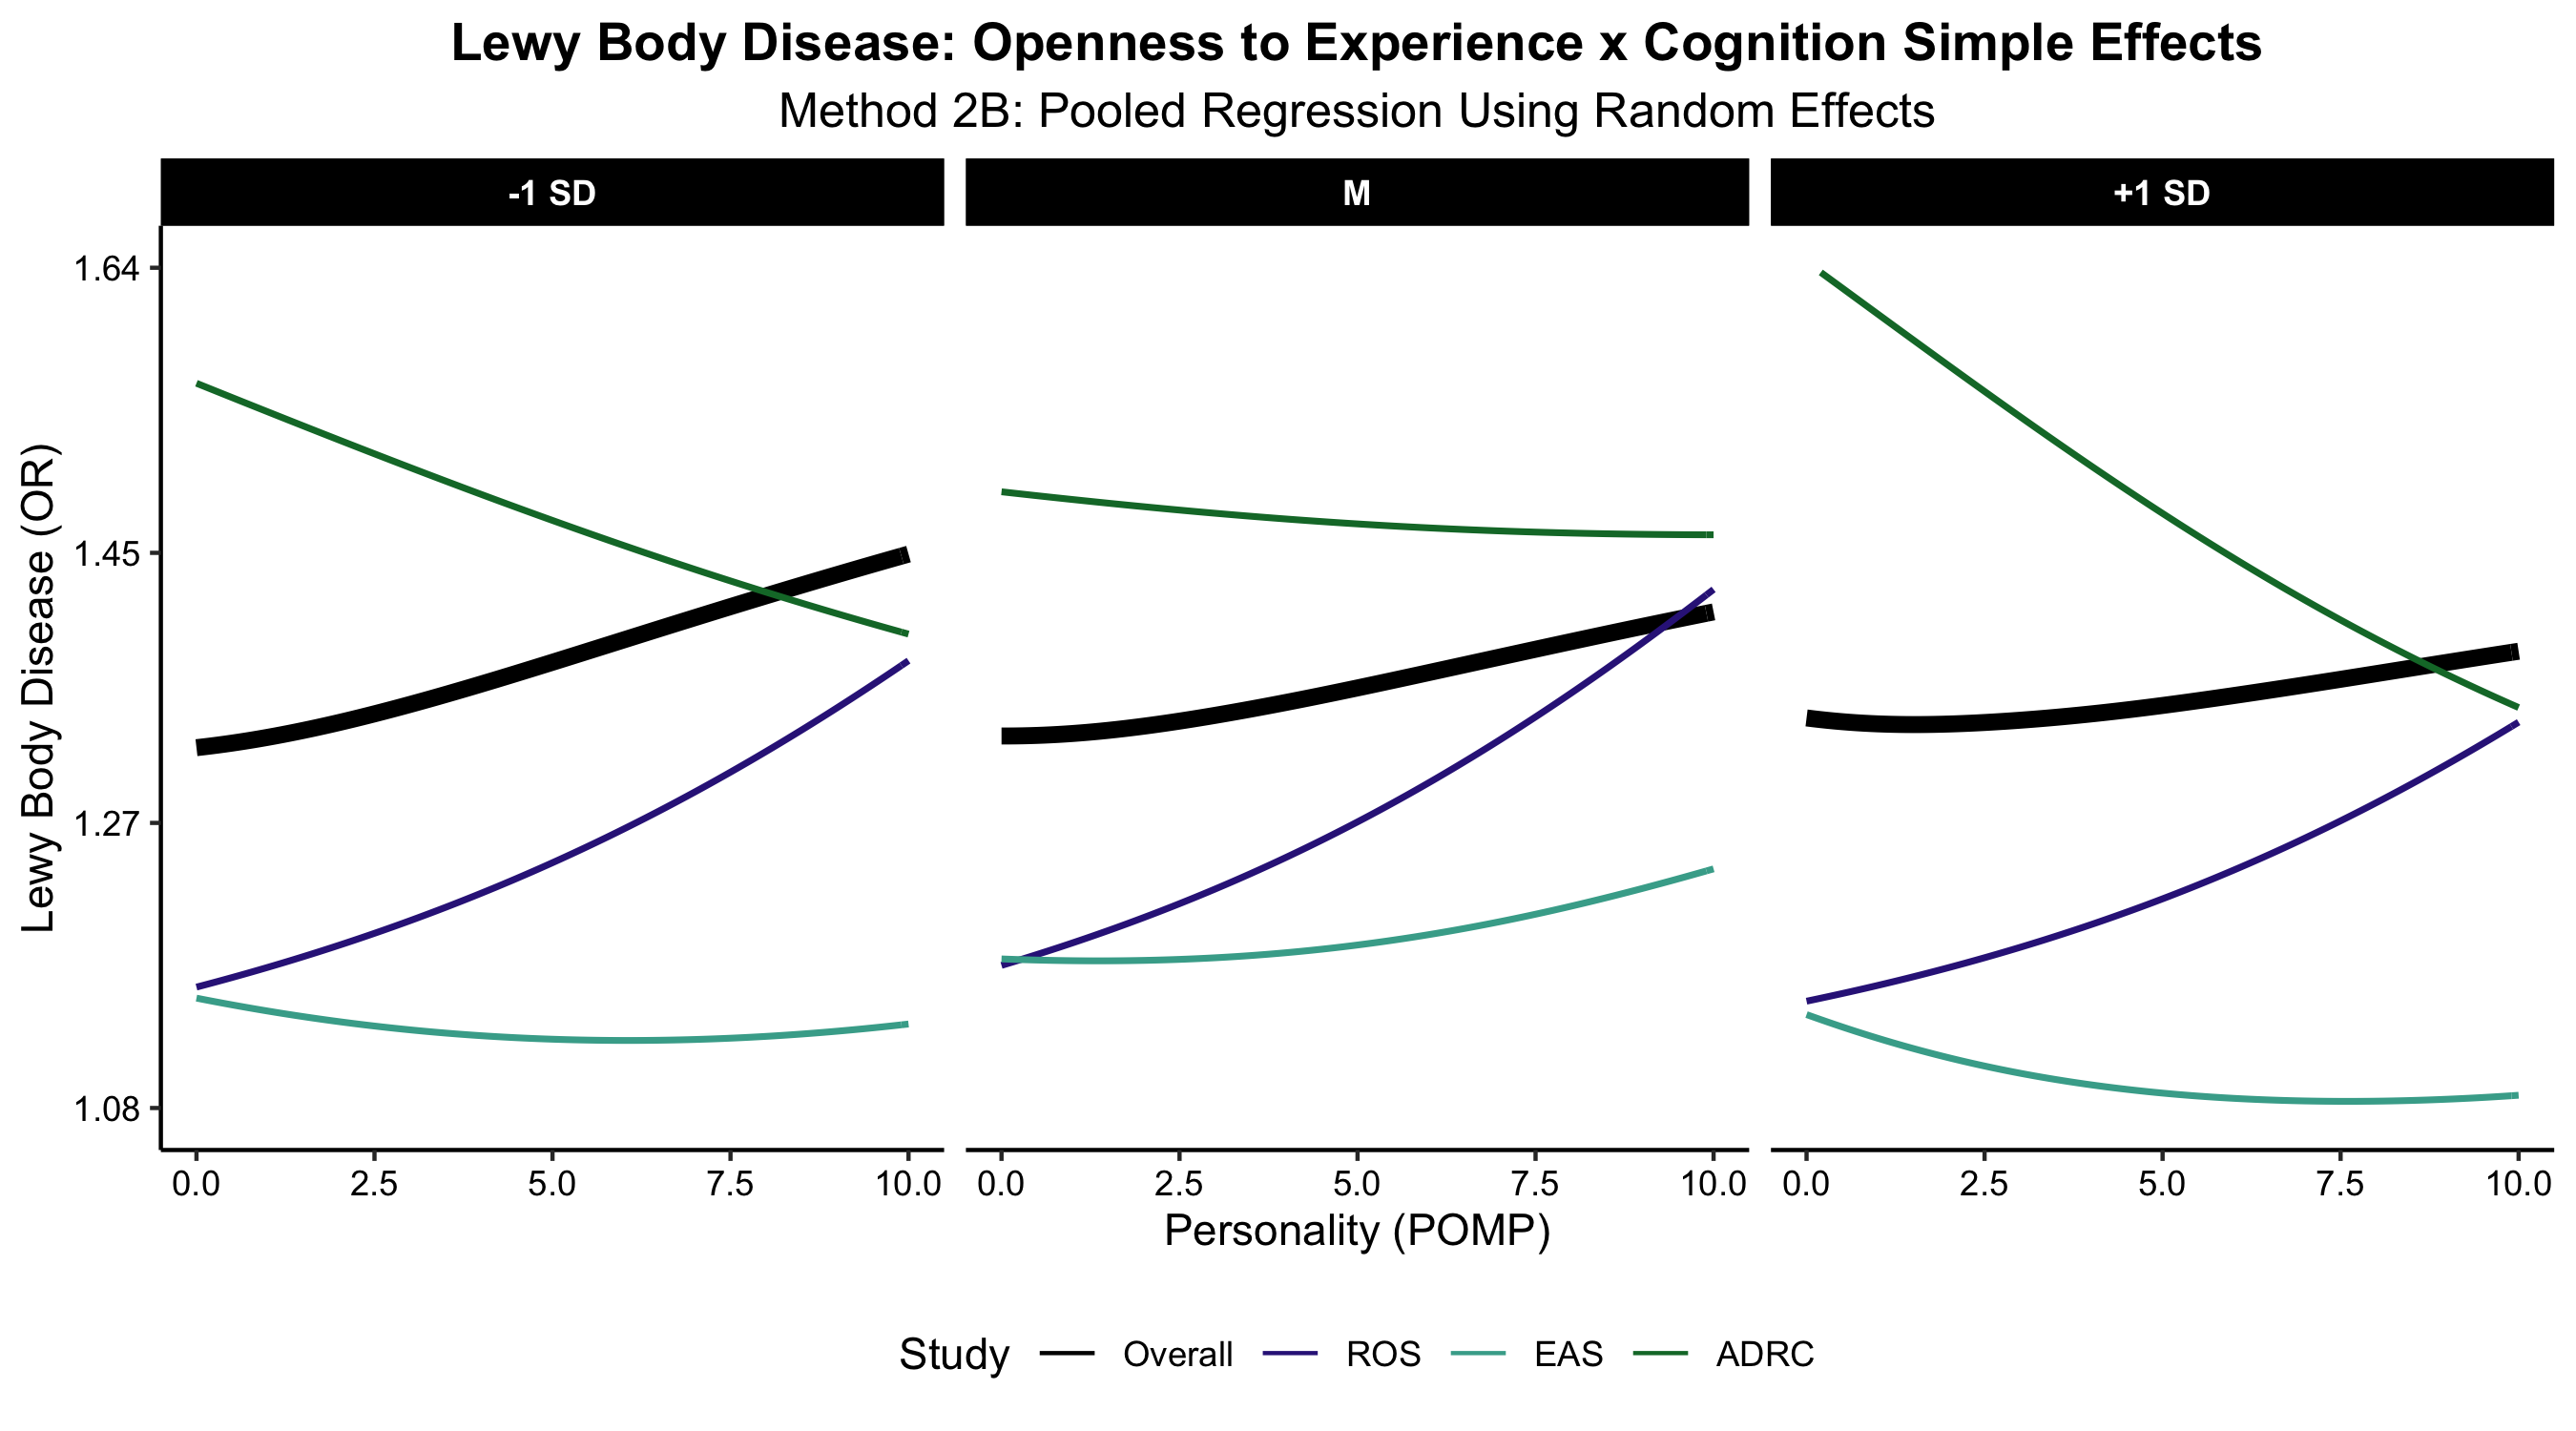 Lewy Body Disease: Openness to Experience x Cognition Simple Effects
Method 2B: Pooled Regression Using Random Effects
-1 SD M +1 SD
Lewy Body Disease (OR)
1.64
1.45
1.27
1.08
0.0 2.5 5.0 7.5 10.0 0.0 2.5 5.0 7.5 10.0 0.0 2.5 5.0 7.5 10.0
Personality (POMP)
Study Overall ROS EAS ADRC